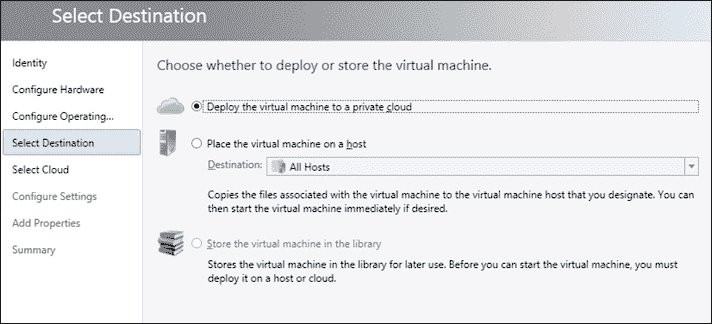 Select Destination
Identity
Configure Hardware
Configure Operating...
Select Destination
Select Cloud
Configure Settings
Add Properties
Summary
Choose whether to deploy or store the virtual machine.
Deploy the virtual machine to a private cloud
Place the virtual machine on a host
Destination: All Hosts
Copies the files associated with the virtual machine to the virtual machine host that you designate. You can
then start the virtual machine immediately if desired.
Store the virtual machine in the library
Stores the virtual machine in the library for later use. Before you can start the virtual machine, you must
deploy it on a host or cloud.